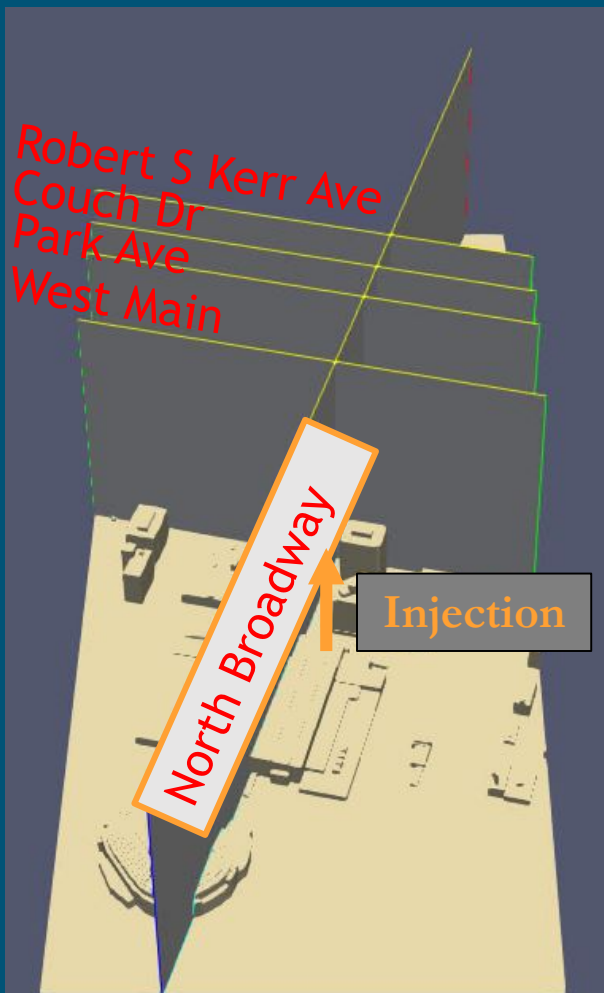 Robert S Kerr Ave
Couch Dr
Park Ave
West Main
North Broadway
Injection